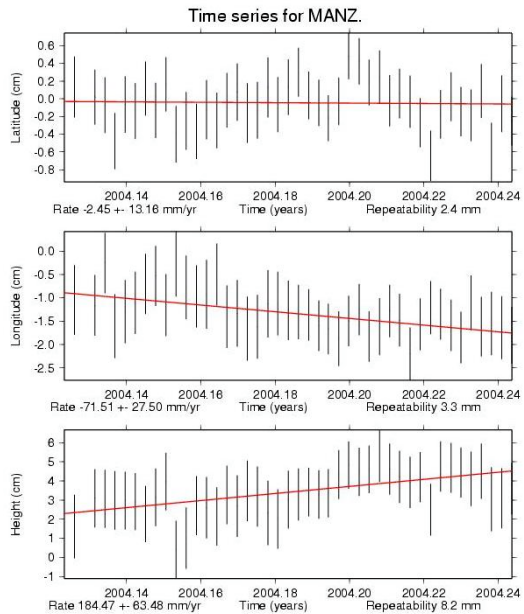 Time series for MANZ.
0.6
0.4
0.2
0.0
-0.2
-0.4
-0.6
-0.8
Latitude (cm)
2004.14 2004.16 2004.18 2004.20 2004.22 2004.24
Rate -2.45 +- 13.16 mm/yr Time (years) Repeatability 2.4 mm
0.0
-0.5
-1.0
-1.5
-2.0
-2.5
Longitude (cm)
2004.14 2004.16 2004.18 2004.20 2004.22 2004.24
Rate -71.51 +- 27.50 mm/yr Time (years) Repeatability 3.3 mm
6
5
4
3
2
1
0
-1
Height (cm)
2004.14 2004.16 2004.18 2004.20 2004.22 2004.24
Rate 184.47 +- 63.48 mm/yr Time (years) Repeatability 8.2 mm